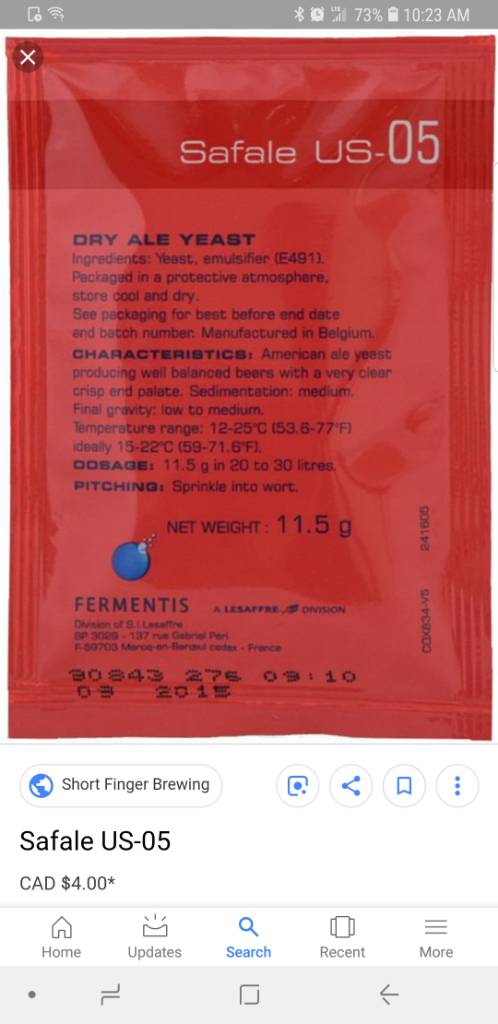 LTE 73% 10:23 AM
Safale US-05
DRY ALE YEAST
Ingredients: Yeast, emulsifier (E491).
Packaged in a protective atmosphere,
store cool and dry.
See packaging for best before end date
and batch number. Manufactured in Belgium.
CHARACTERISTICS: American ale yeast
producing well balanced beers with a very clear
crisp end palate. Sedimentation: medium.
Final gravity: low to medium.
Temperature range: 12-25°C (53.6-77°F)
ideally 15-22°C (59-71.6°F).
DOSAGE: 11.5 g in 20 to 30 litres.
PITCHING: Sprinkle into wort.
NET WEIGHT: 11.5 g
241605
COX834-V5
FERMENTIS A LESAFFRE DIVISION
Division of S.I.Lesaffre
BP 3029 - 137 rue Gabriel Péri
F-59703 Marcq-en-Barœul cedex - France
90843 276 09:10
09 2015
Short Finger Brewing
Safale US-05
CAD $4.00*
Home Updates Search Recent More